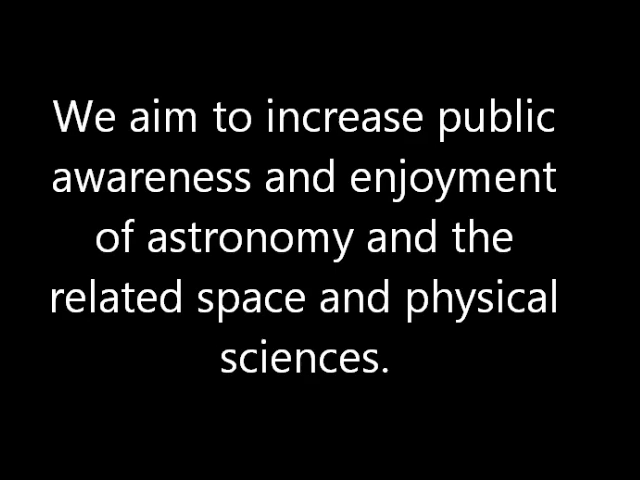 We aim to increase public
awareness and enjoyment
of astronomy and the
related space and physical
sciences.